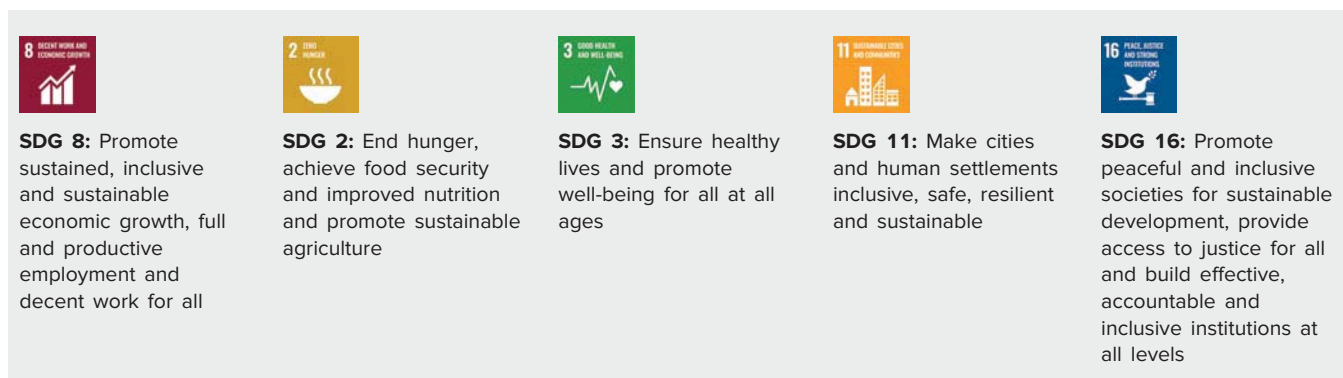 8 DECENT WORK AND
ECONOMIC GROWTH
SDG 8: Promote
sustained, inclusive
and sustainable
economic growth, full
and productive
employment and
decent work for all
2 ZERO
HUNGER
SDG 2: End hunger,
achieve food security
and improved nutrition
and promote sustainable
agriculture
3 GOOD HEALTH
AND WELL-BEING
SDG 3: Ensure healthy
lives and promote
well-being for all at all
ages
11 SUSTAINABLE CITIES
AND COMMUNITIES
SDG 11: Make cities
and human settlements
inclusive, safe, resilient
and sustainable
16 PEACE, JUSTICE
AND STRONG
INSTITUTIONS
SDG 16: Promote
peaceful and inclusive
societies for sustainable
development, provide
access to justice for all
and build effective,
accountable and
inclusive institutions at
all levels